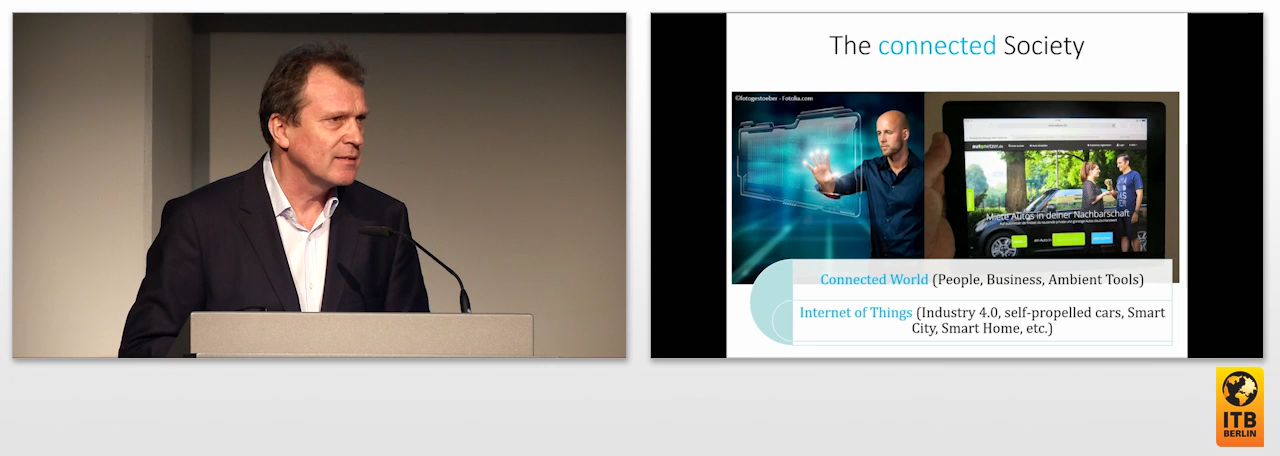 The connected Society
©fotogestoeber - Fotolia.com
autonetzer.de
Miete Autos in deiner Nachbarschaft
Connected World (People, Business, Ambient Tools)
Internet of Things (Industry 4.0, self-propelled cars, Smart
City, Smart Home, etc.)
ITB
BERLIN